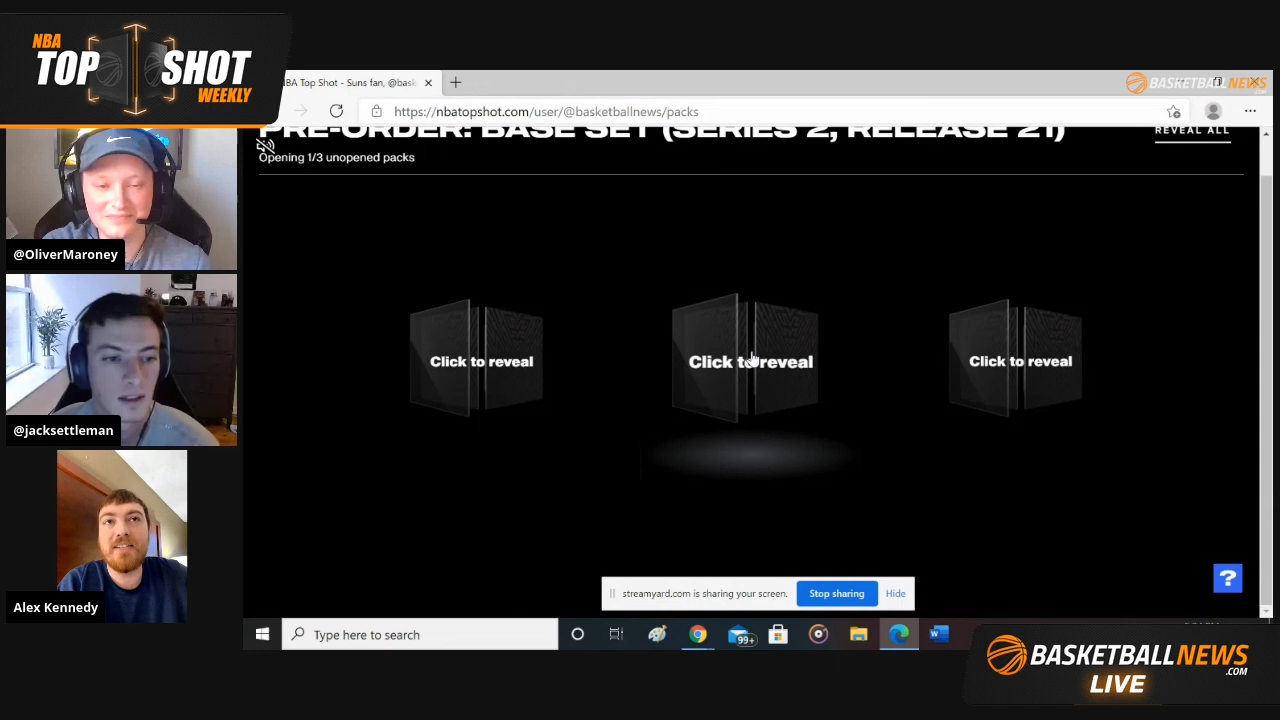 NBA
TOP SHOT
WEEKLY
NBA Top Shot - Suns fan, @bask
BASKETBALLNEWS
https://nbatopshot.com/user/@basketballnews/packs
PRE-ORDER: BASE SET (SERIES 2, RELEASE 21)
REVEAL ALL
Opening 1/3 unopened packs
@OliverMaroney
Click to reveal
Click to reveal
Click to reveal
@jacksettleman
?
streamyard.com is sharing your screen.
Stop sharing
Hide
Alex Kennedy
Type here to search
99+
BASKETBALLNEWS
.COM
LIVE